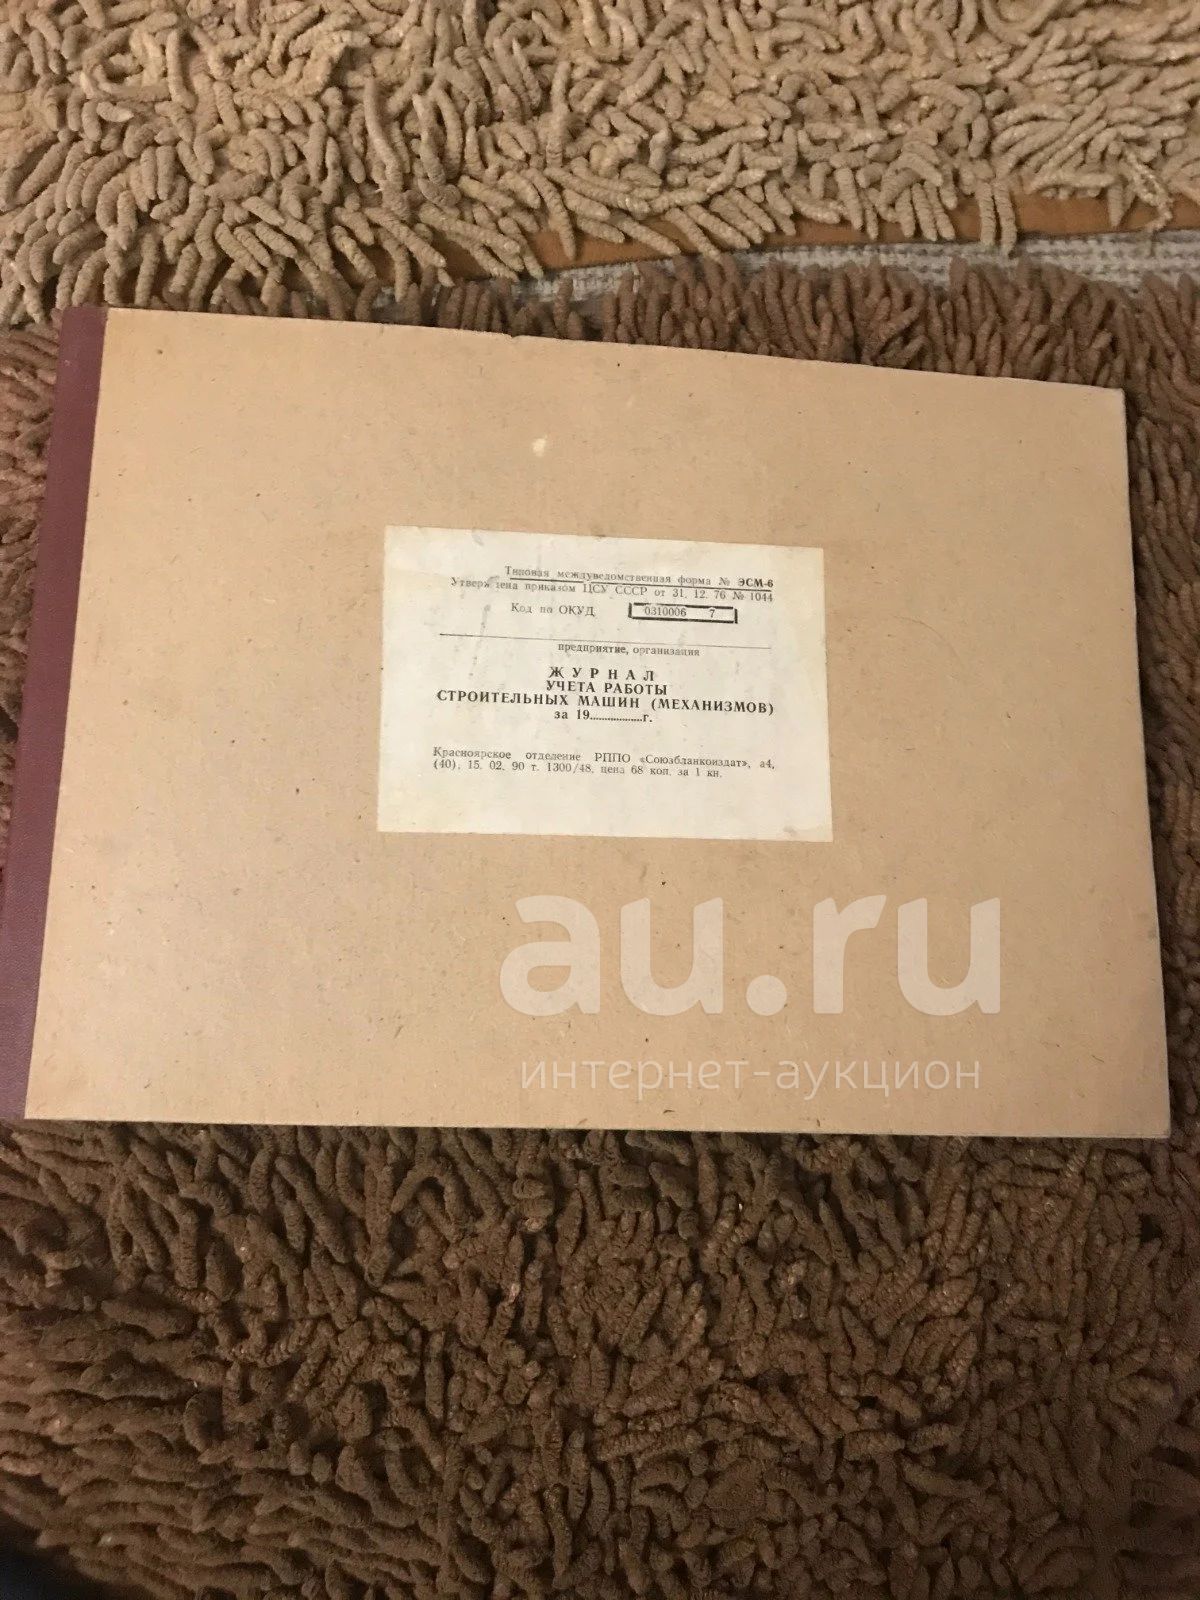 Типовая междуведомственная форма № ЭСМ-6
Утверждена приказом ЦСУ СССР от 31. 12. 76 № 1044
Код по ОКУД 0310006 7
предприятие, организация
ЖУРНАЛ
УЧЕТА РАБОТЫ
СТРОИТЕЛЬНЫХ МАШИН (МЕХАНИЗМОВ)
за 19..................г.
Красноярское отделение РППО «Союзбланкоиздат», а4,
(40), 15. 02. 90 т. 1300/48, цена 68 коп. за 1 кн.
au.ru
интернет-аукцион